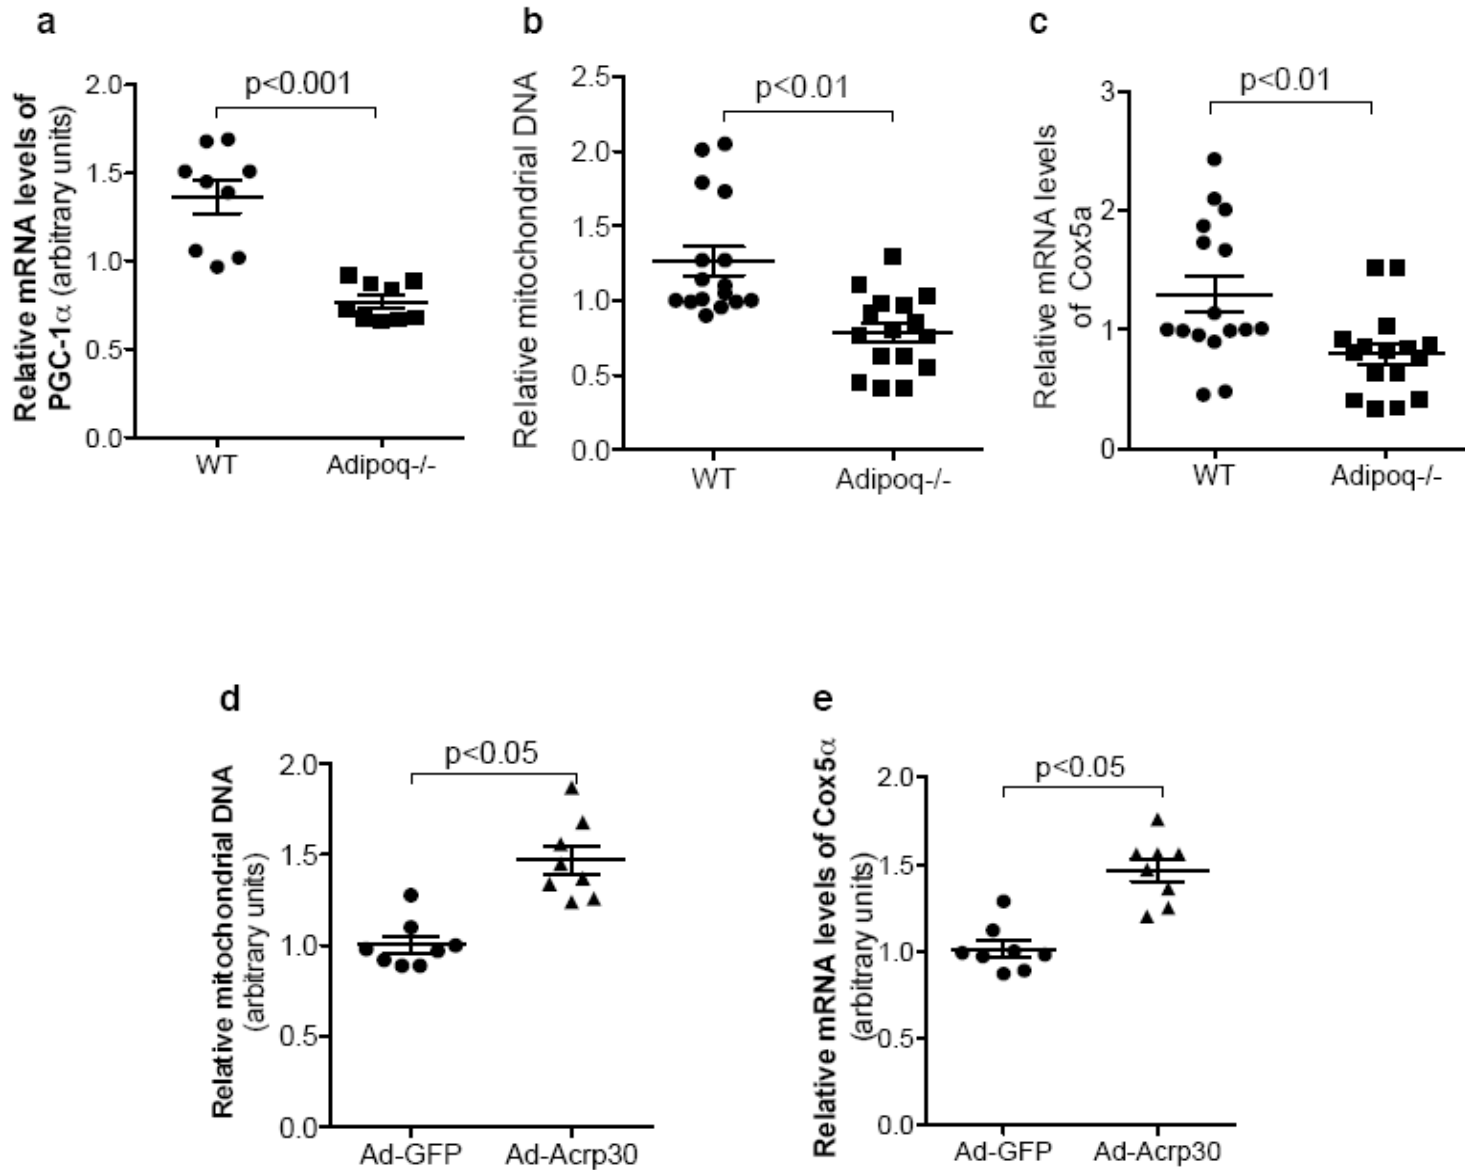 a
Relative mRNA levels of
PGC-1α (arbitrary units)
2.0
1.5
1.0
0.5
0.0
p<0.001
WT
Adipoq-/-
b
Relative mitochondrial DNA
2.5
2.0
1.5
1.0
0.5
0.0
p<0.01
WT
Adipoq-/-
c
Relative mRNA levels
of Cox5a
3
2
1
0
p<0.01
WT
Adipoq-/-
d
Relative mitochondrial DNA
(arbitrary units)
2.0
1.5
1.0
0.5
0.0
p<0.05
Ad-GFP
Ad-Acrp30
e
Relative mRNA levels of Cox5α
(arbitrary units)
2.0
1.5
1.0
0.5
0.0
p<0.05
Ad-GFP
Ad-Acrp30